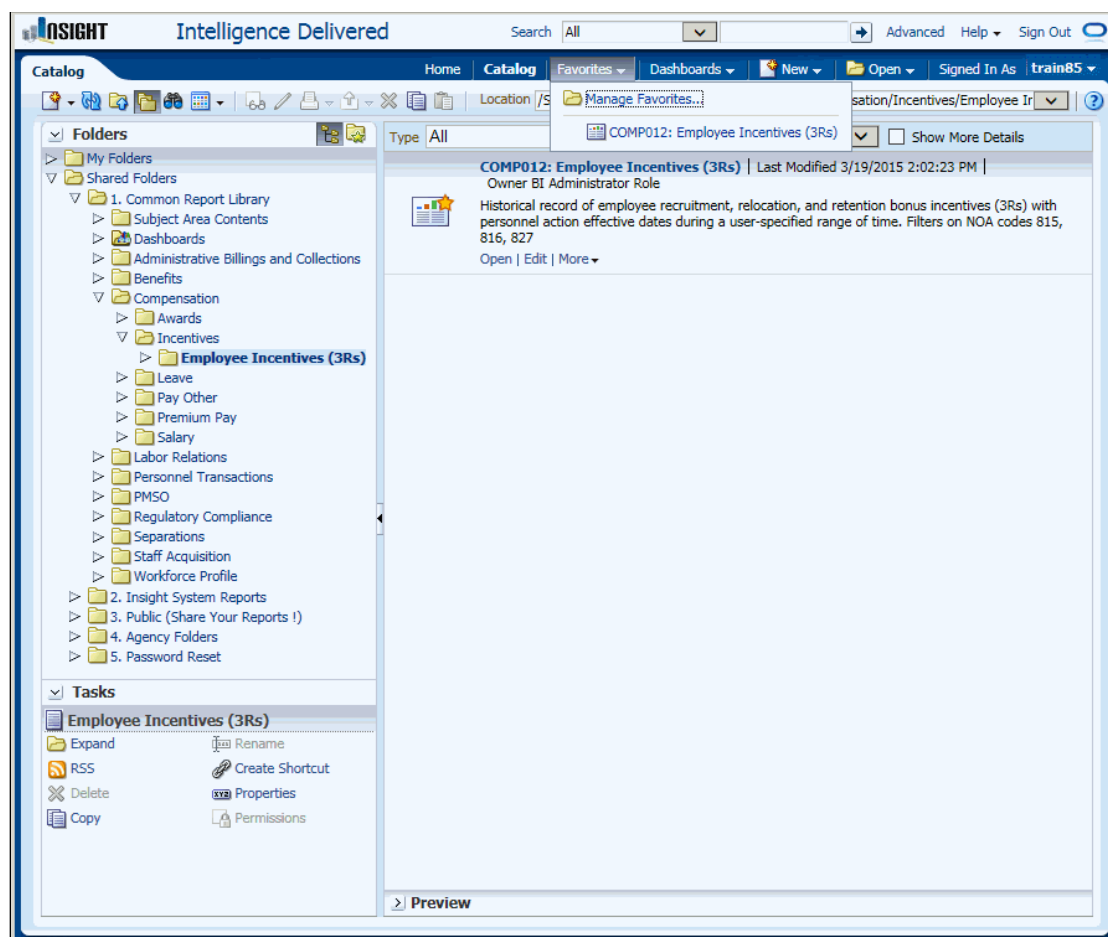 INSIGHT Intelligence Delivered Search All Advanced Help Sign Out
Catalog Home Catalog Favorites Dashboards New Open Signed In As train85
Location /S sation/Incentives/Employee Ir
Manage Favorites...
COMP012: Employee Incentives (3Rs)
Folders
My Folders
Shared Folders
1. Common Report Library
Subject Area Contents
Dashboards
Administrative Billings and Collections
Benefits
Compensation
Awards
Incentives
Employee Incentives (3Rs)
Leave
Pay Other
Premium Pay
Salary
Labor Relations
Personnel Transactions
PMSO
Regulatory Compliance
Separations
Staff Acquisition
Workforce Profile
2. Insight System Reports
3. Public (Share Your Reports !)
4. Agency Folders
5. Password Reset
Tasks
Employee Incentives (3Rs)
Expand Rename
RSS Create Shortcut
Delete XYZ Properties
Copy Permissions
Type All Show More Details
COMP012: Employee Incentives (3Rs) | Last Modified 3/19/2015 2:02:23 PM |
Owner BI Administrator Role
Historical record of employee recruitment, relocation, and retention bonus incentives (3Rs) with
personnel action effective dates during a user-specified range of time. Filters on NOA codes 815,
816, 827
Open | Edit | More
Preview